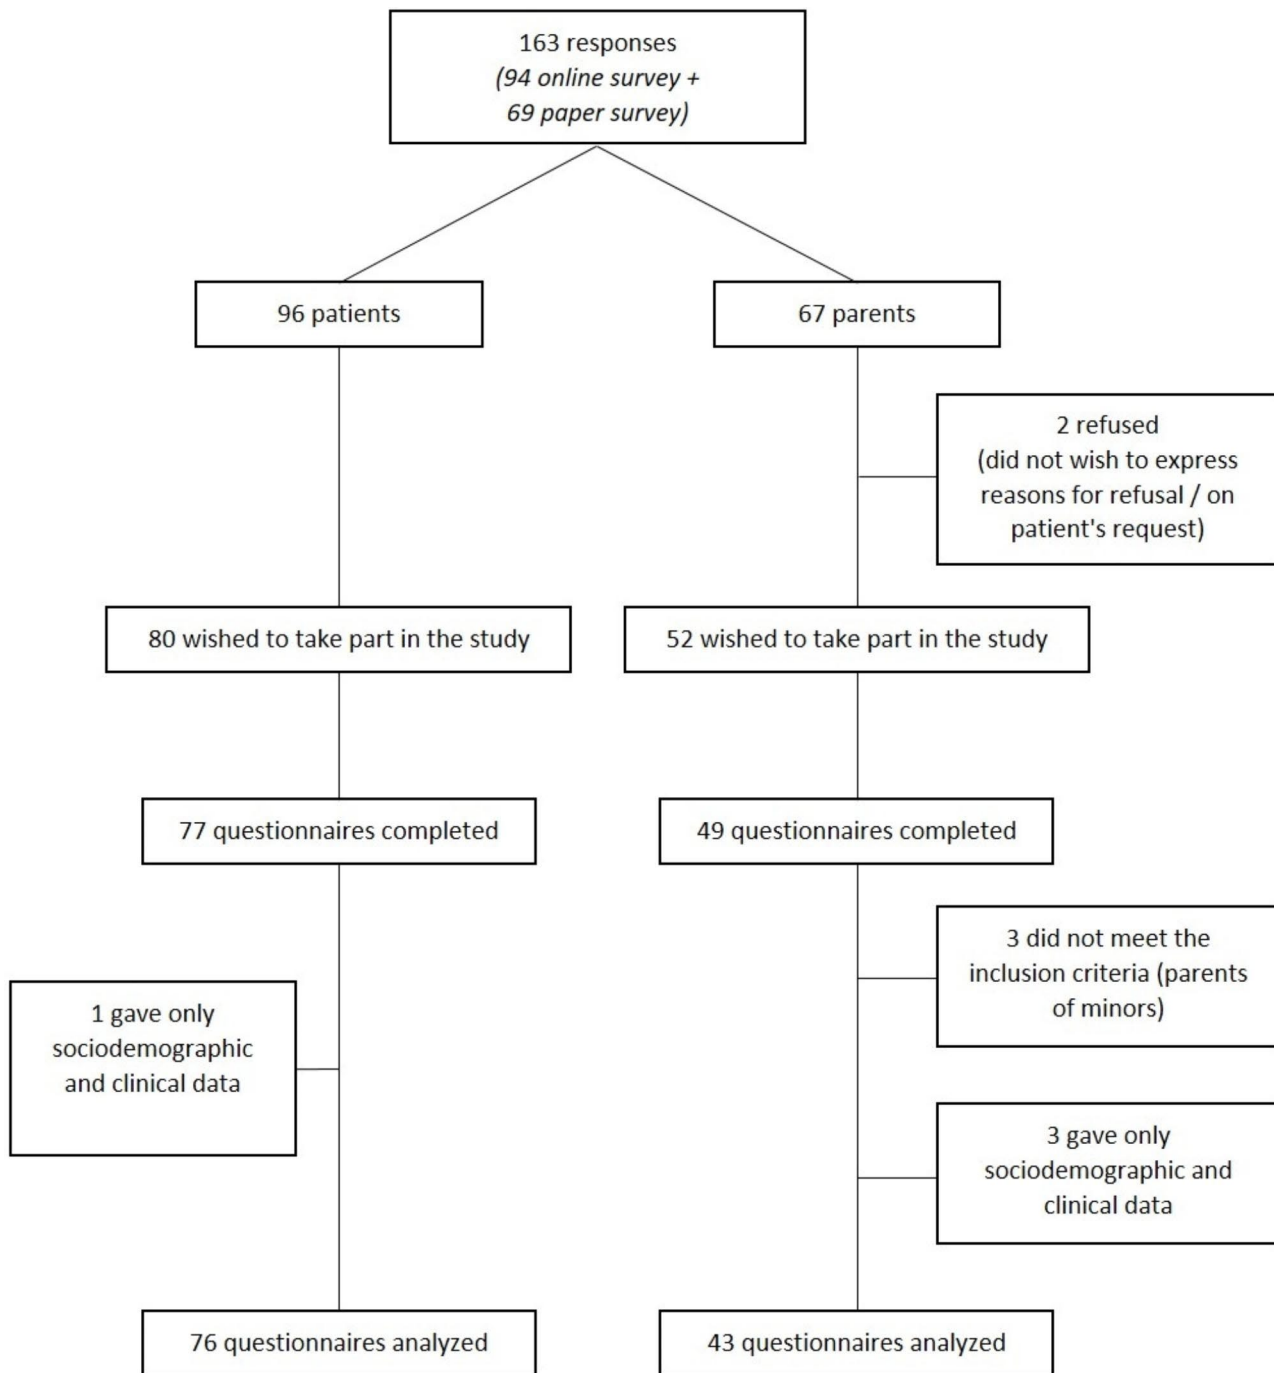 163 responses
(94 online survey +
69 paper survey)
96 patients
67 parents
2 refused
(did not wish to express
reasons for refusal / on
patient's request)
80 wished to take part in the study
52 wished to take part in the study
77 questionnaires completed
49 questionnaires completed
3 did not meet the
inclusion criteria (parents
of minors)
1 gave only
sociodemographic
and clinical data
3 gave only
sociodemographic and
clinical data
76 questionnaires analyzed
43 questionnaires analyzed